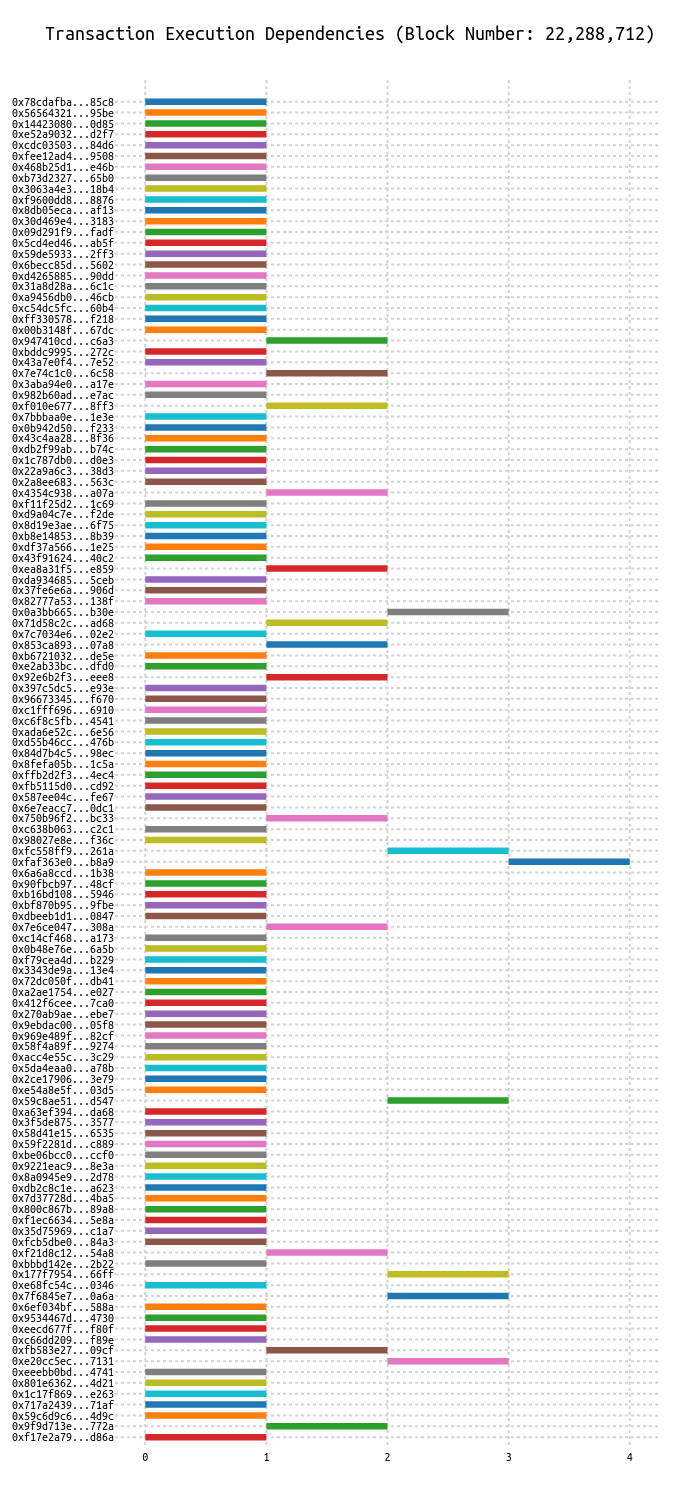 Transaction Execution Dependencies (Block Number: 22,288,712)
0x78cdafba...85c8
0x56564321...95be
0x14423080...0d85
0xe52a9032...d2f7
0xcdc03503...84d6
0xfee12ad4...9508
0x468b25d1...e46b
0xb73d2327...65b0
0x3063a4e3...18b4
0xf9600dd8...8876
0x8db05eca...af13
0x30d469e4...3183
0x09d291f9...fadf
0x5cd4ed46...ab5f
0x59de5933...2ff3
0x6becc85d...5602
0xd4265885...90dd
0x31a8d28a...6c1c
0xa9456db0...46cb
0xc54dc5fc...60b4
0xff330578...f218
0x00b3148f...67dc
0x947410cd...c6a3
0xbddc9995...272c
0x43a7e0f4...7e52
0x7e74c1c0...6c58
0x3aba94e0...a17e
0x982b60ad...e7ac
0xf010e677...8ff3
0x7bbbaa0e...1e3e
0x0b942d50...f233
0x43c4aa28...8f36
0xdb2f99ab...b74c
0x1c787db0...d0e3
0x22a9a6c3...38d3
0x2a8ee683...563c
0x4354c938...a07a
0xf11f25d2...1c69
0xd9a04c7e...f2de
0x8d19e3ae...6f75
0xb8e14853...8b39
0xdf37a566...1e25
0x43f91624...40c2
0xea8a31f5...e859
0xda934685...5ceb
0x37fe6e6a...906d
0x82777a53...138f
0x0a3bb665...b30e
0x71d58c2c...ad68
0x7c7034e6...02e2
0x853ca893...07a8
0xb6721032...de5e
0xe2ab33bc...dfd0
0x92e6b2f3...eee8
0x397c5dc5...e93e
0x96673345...f670
0xc1fff696...6910
0xc6f8c5fb...4541
0xada6e52c...6e56
0xd55b46cc...476b
0x84d7b4c5...98ec
0x8fefa05b...1c5a
0xffb2d2f3...4ec4
0xfb5115d0...cd92
0x587ee04c...fe67
0x6e7eacc7...0dc1
0x750b96f2...bc33
0xc638b063...c2c1
0x98027e8e...f36c
0xfc558ff9...261a
0xfaf363e0...b8a9
0x6a6a8ccd...1b38
0x90fbcb97...48cf
0xb16bd108...5946
0xbf870b95...9fbe
0xdbeeb1d1...0847
0x7e6ce047...308a
0xc14cf468...a173
0x0b48e76e...6a5b
0xf79cea4d...b229
0x3343de9a...13e4
0x72dc050f...db41
0xa2ae1754...e027
0x412f6cee...7ca0
0x270ab9ae...ebe7
0x9ebdac00...05f8
0x969e489f...82cf
0x58f4a89f...9274
0xacc4e55c...3c29
0x5da4eaa0...a78b
0x2ce17906...3e79
0xe54a8e5f...03d5
0x59c8ae51...d547
0xa63ef394...da68
0x3f5de875...3577
0x58d41e15...6535
0x59f2281d...c889
0xbe06bcc0...ccf0
0x9221eac9...8e3a
0x8a0945e9...2d78
0xdb2c8c1e...a623
0x7d37728d...4ba5
0x800c867b...89a8
0xf1ec6634...5e8a
0x35d75969...c1a7
0xfcb5dbe0...84a3
0xf21d8c12...54a8
0xbbbd142e...2b22
0x177f7954...66ff
0xe68fc54c...0346
0x7f6845e7...0a6a
0x6ef034bf...588a
0x9534467d...4730
0xeecd677f...f80f
0xc66dd209...f89e
0xfb583e27...09cf
0xe20cc5ec...7131
0xeeebb0bd...4741
0x801e6362...4d21
0x1c17f869...e263
0x717a2439...71af
0x59c6d9c6...4d9c
0x9f9d713e...772a
0xf17e2a79...d86a
0 1 2 3 4